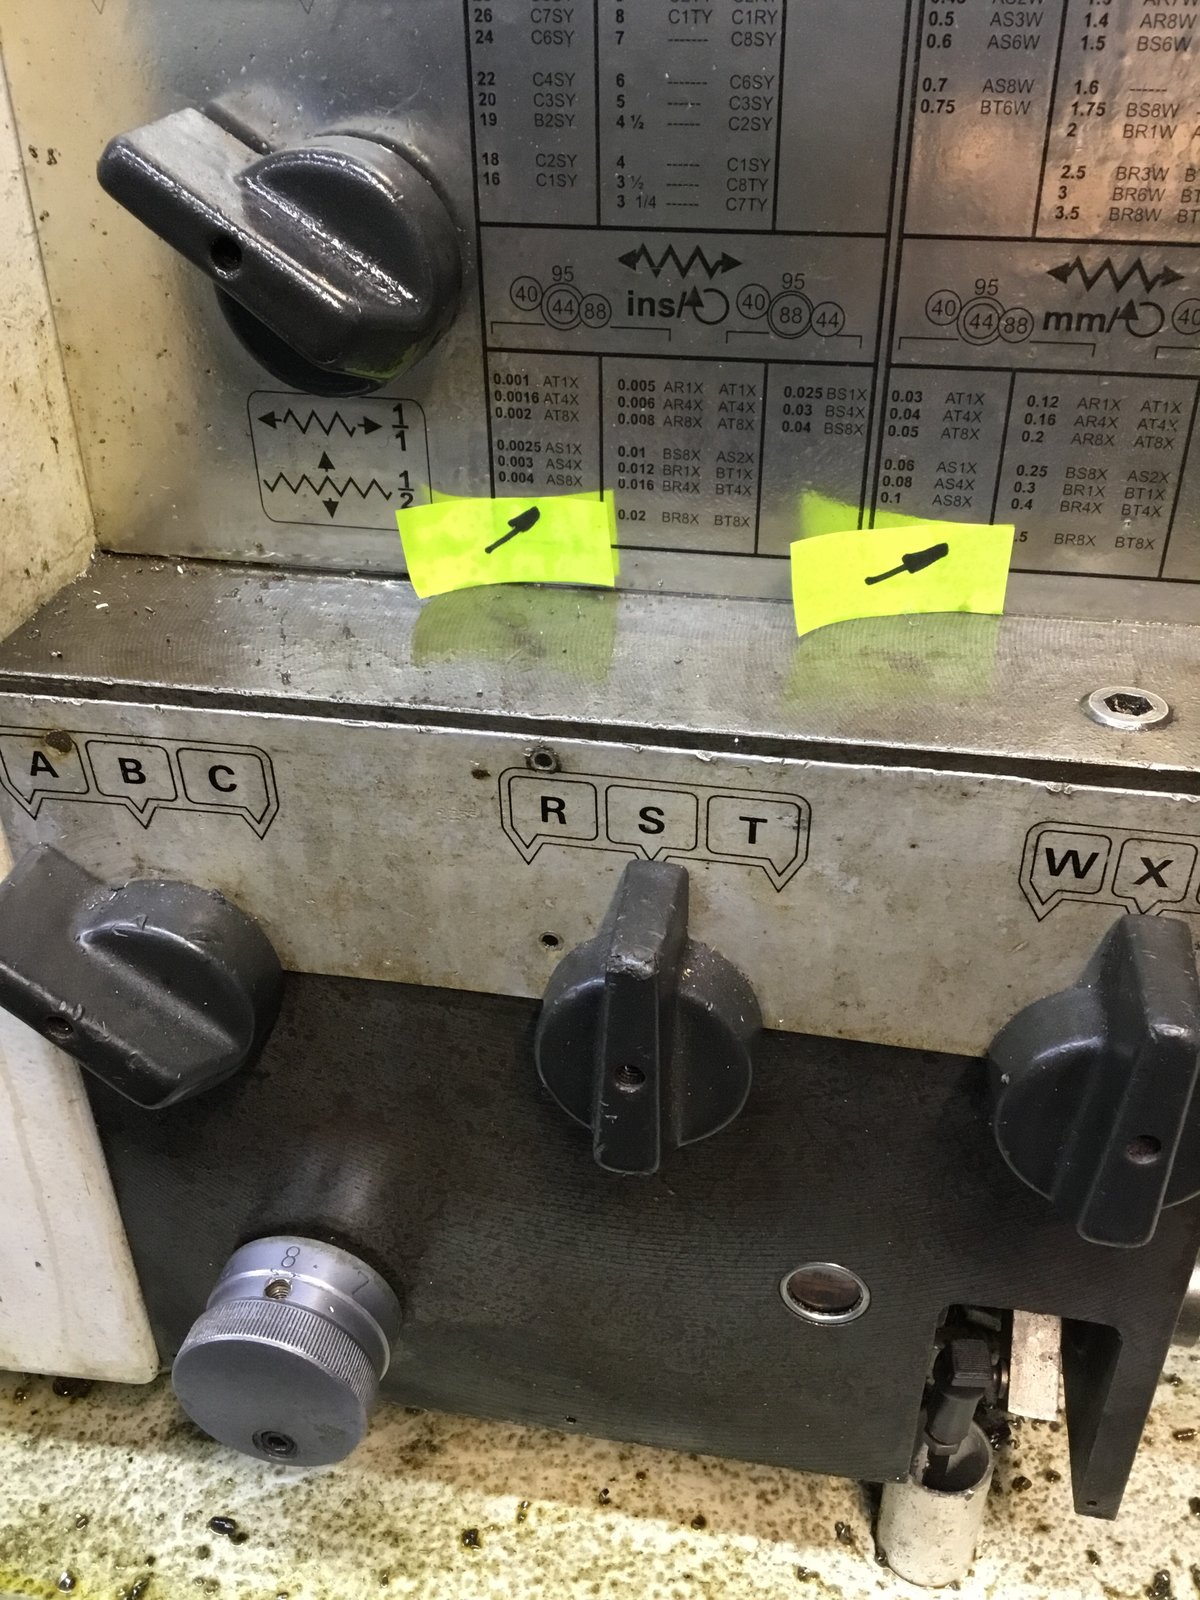 26 C7SY
24 C6SY
22 C4SY
20 C3SY
19 B2SY
18 C2SY
16 C1SY
8 C1TY C1RY
7 ------- C8SY
6 ------- C6SY
5 ------- C3SY
4 ½ ------ C2SY
4 ------ C1SY
3 ½ ------ C8TY
3 1/4 ------ C7TY
0.5 AS3W
0.6 AS6W
0.7 AS8W
0.75 BT6W
1.4 AR8W
1.5 BS6W
1.6 ------
1.75 BS8W
2 BR1W
2.5 BR3W
3 BR6W
3.5 BR8W
40 95 44 88
ins/
40 95 88 44
40 95 44 88
mm/
40
0.001 AT1X
0.0016 AT4X
0.002 AT8X
0.0025 AS1X
0.003 AS4X
0.004 AS8X
0.005 AR1X AT1X
0.006 AR4X AT4X
0.008 AR8X AT8X
0.01 BS8X AS2X
0.012 BR1X BT1X
0.016 BR4X BT4X
0.02 BR8X BT8X
0.025 BS1X
0.03 BS4X
0.04 BS8X
0.03 AT1X
0.04 AT4X
0.05 AT8X
0.06 AS1X
0.08 AS4X
0.1 AS8X
0.12 AR1X AT1X
0.16 AR4X AT4X
0.2 AR8X AT8X
0.25 BS8X AS2X
0.3 BR1X BT1X
0.4 BR4X BT4X
.5 BR8X BT8X
1/1
1/2
A B C
R S T
W X
8 7